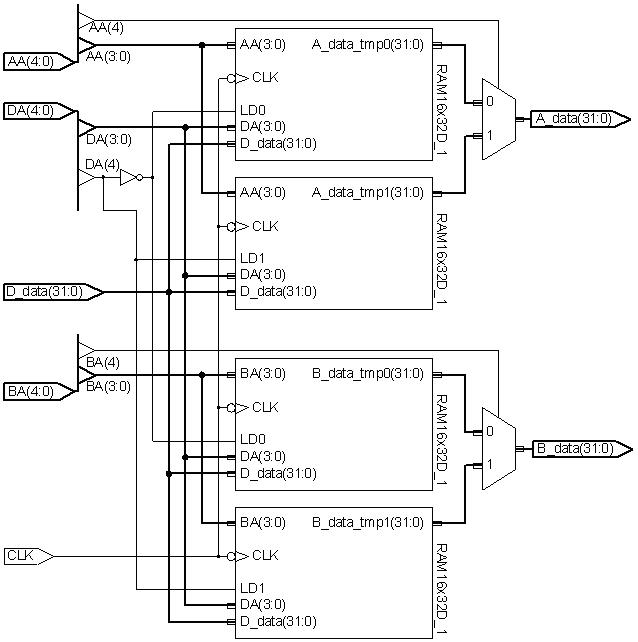 AA(4)
AA(4:0)
AA(3:0)
AA(3:0)
A_data_tmp0(31:0)
CLK
RAM16x32D_1
0
1
A_data(31:0)
DA(4:0)
LD0
DA(3:0)
DA(3:0)
D_data(31:0)
DA(4)
AA(3:0)
A_data_tmp1(31:0)
CLK
RAM16x32D_1
LD1
DA(3:0)
D_data(31:0)
D_data(31:0)
BA(4)
BA(4:0)
BA(3:0)
BA(3:0)
B_data_tmp0(31:0)
CLK
RAM16x32D_1
0
1
B_data(31:0)
LD0
DA(3:0)
D_data(31:0)
BA(3:0)
B_data_tmp1(31:0)
CLK
CLK
RAM16x32D_1
LD1
DA(3:0)
D_data(31:0)